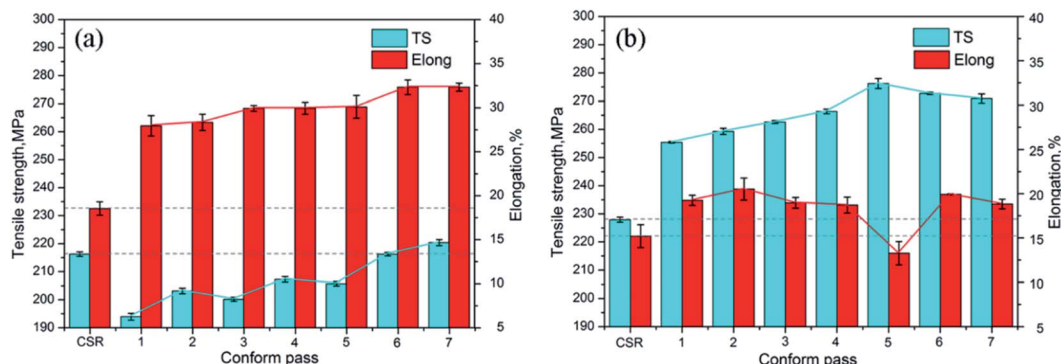 (a)
TS
Elong
Tensile strength,MPa
300
290
280
270
260
250
240
230
220
210
200
190
40
35
30
25
20
15
10
5
Elongation,%
CSR 1 2 3 4 5 6 7
Conform pass
(b)
TS
Elong
Tensile strength,MPa
300
290
280
270
260
250
240
230
220
210
200
190
40
35
30
25
20
15
10
5
Elongation,%
CSR 1 2 3 4 5 6 7
Conform pass